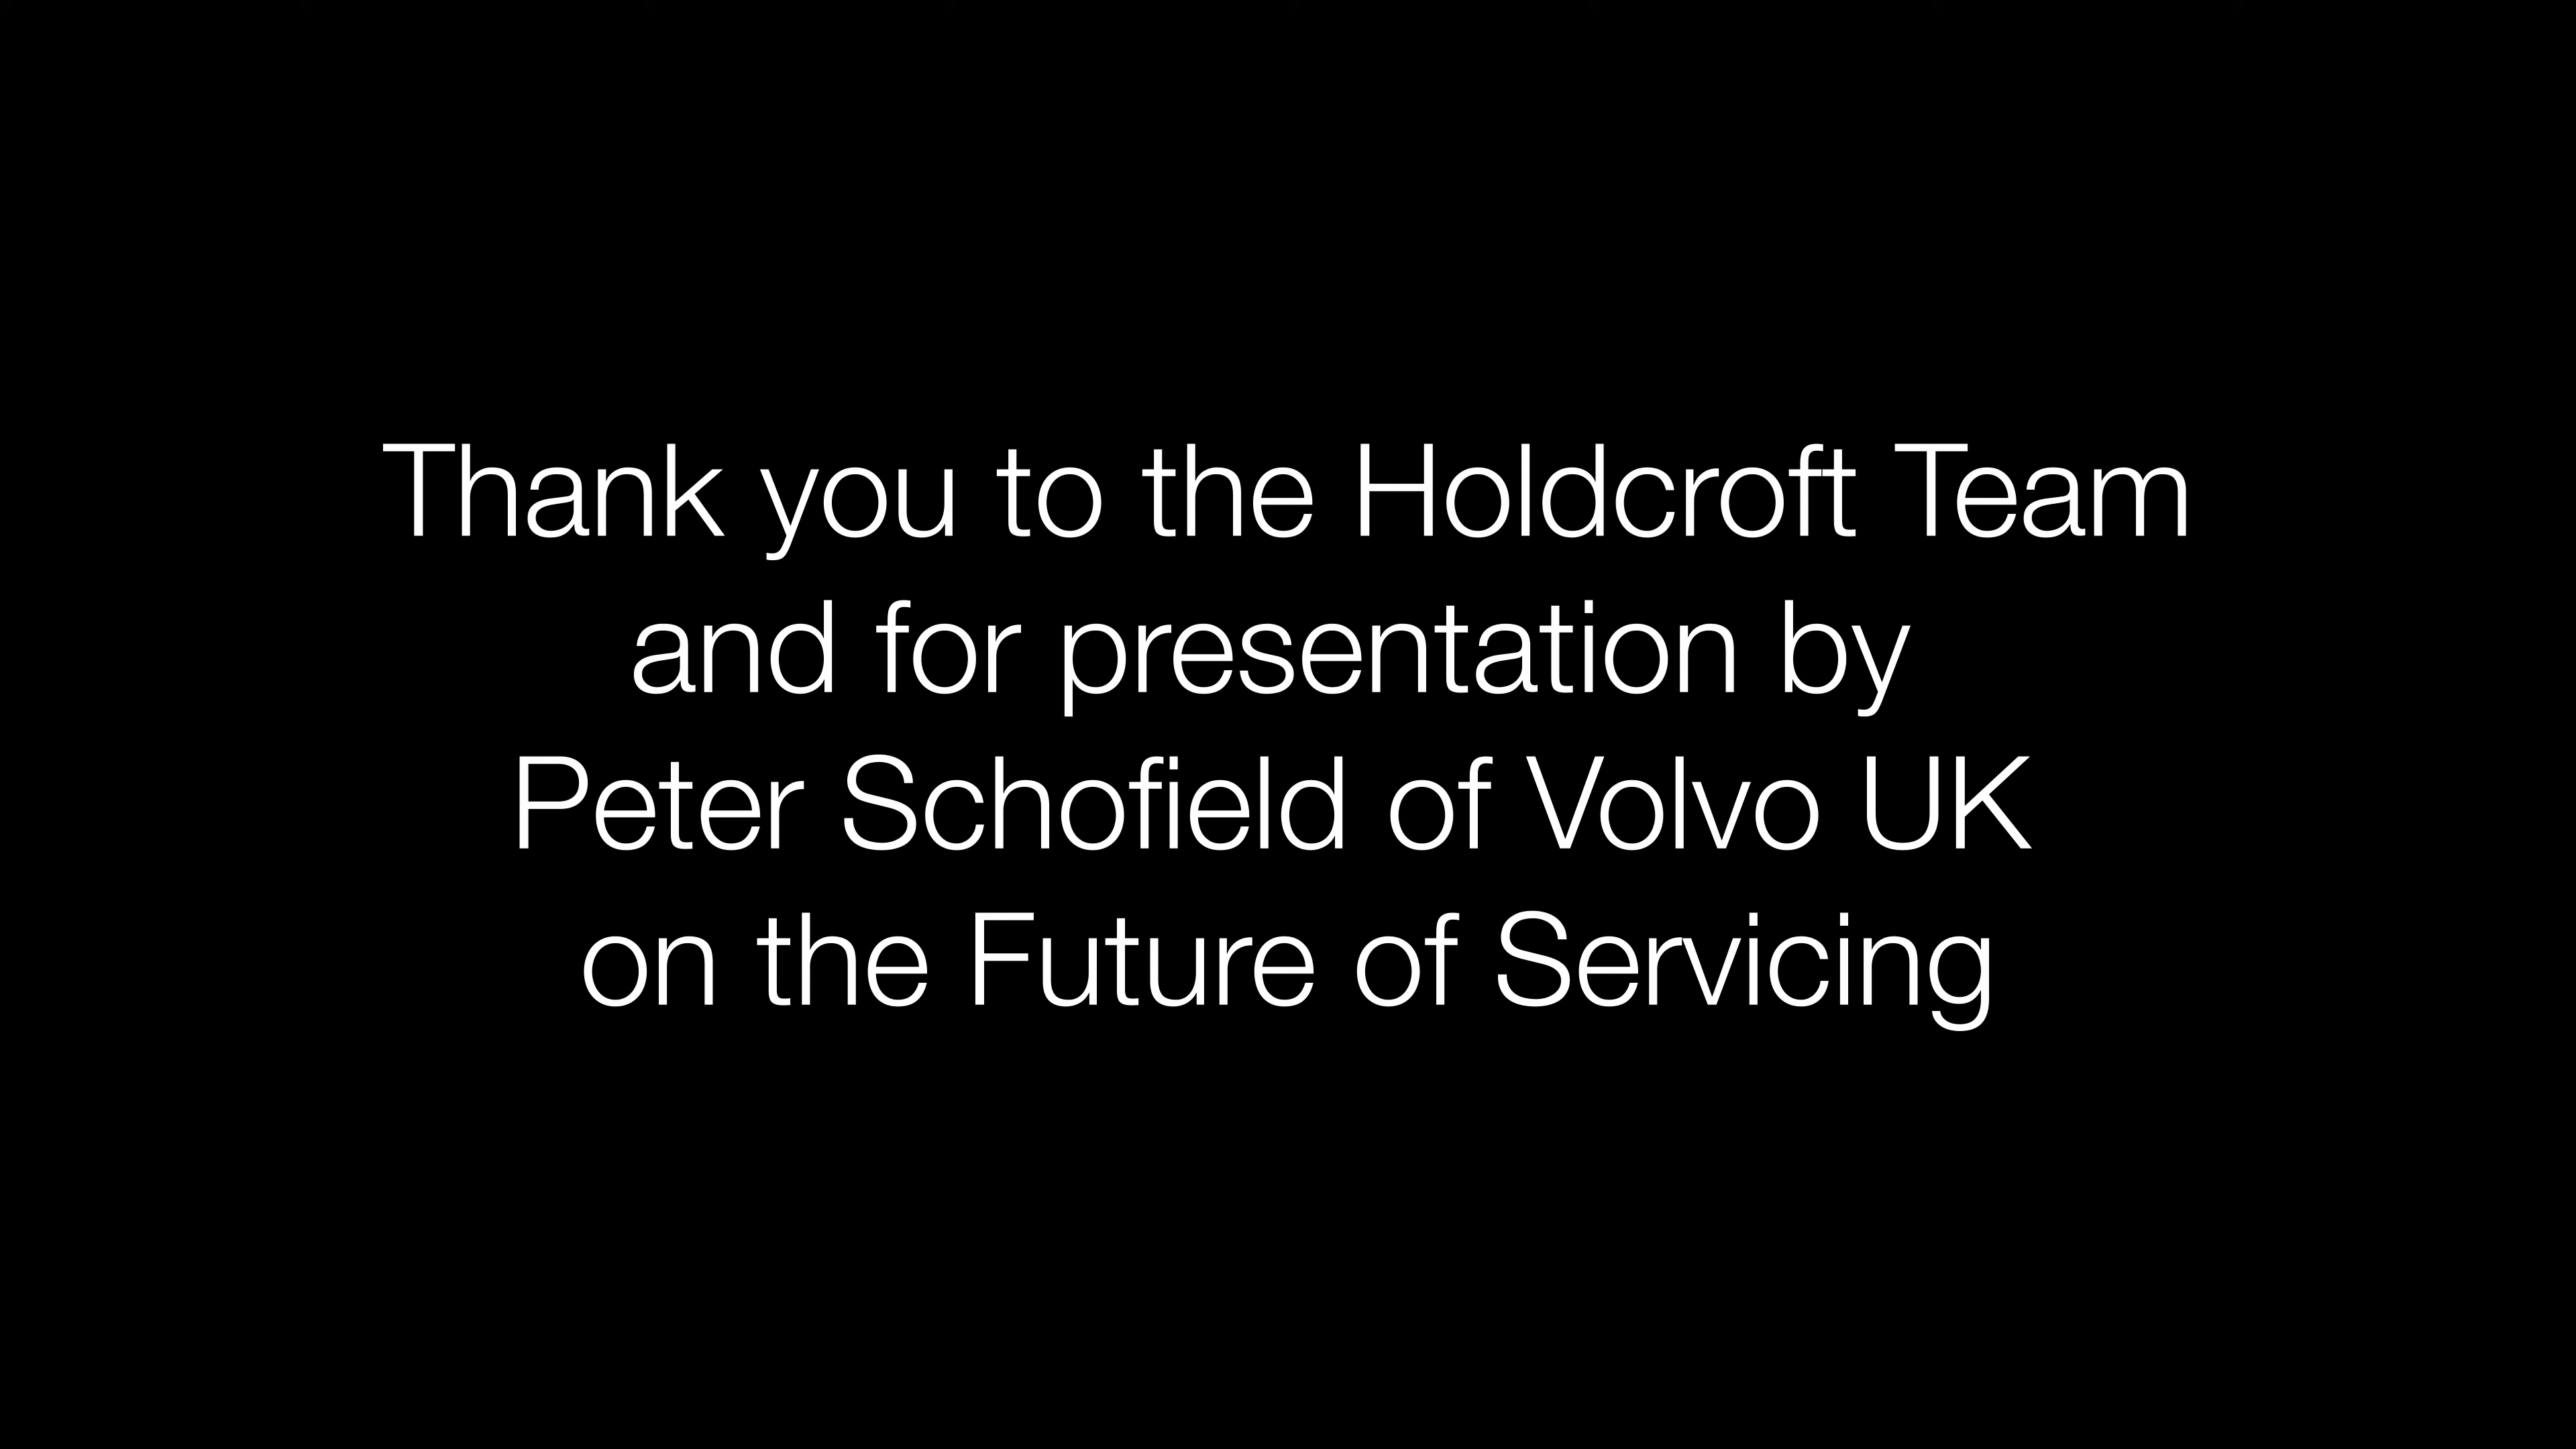 Thank you to the Holdcroft Team
and for presentation by
Peter Schofield of Volvo UK
on the Future of Servicing